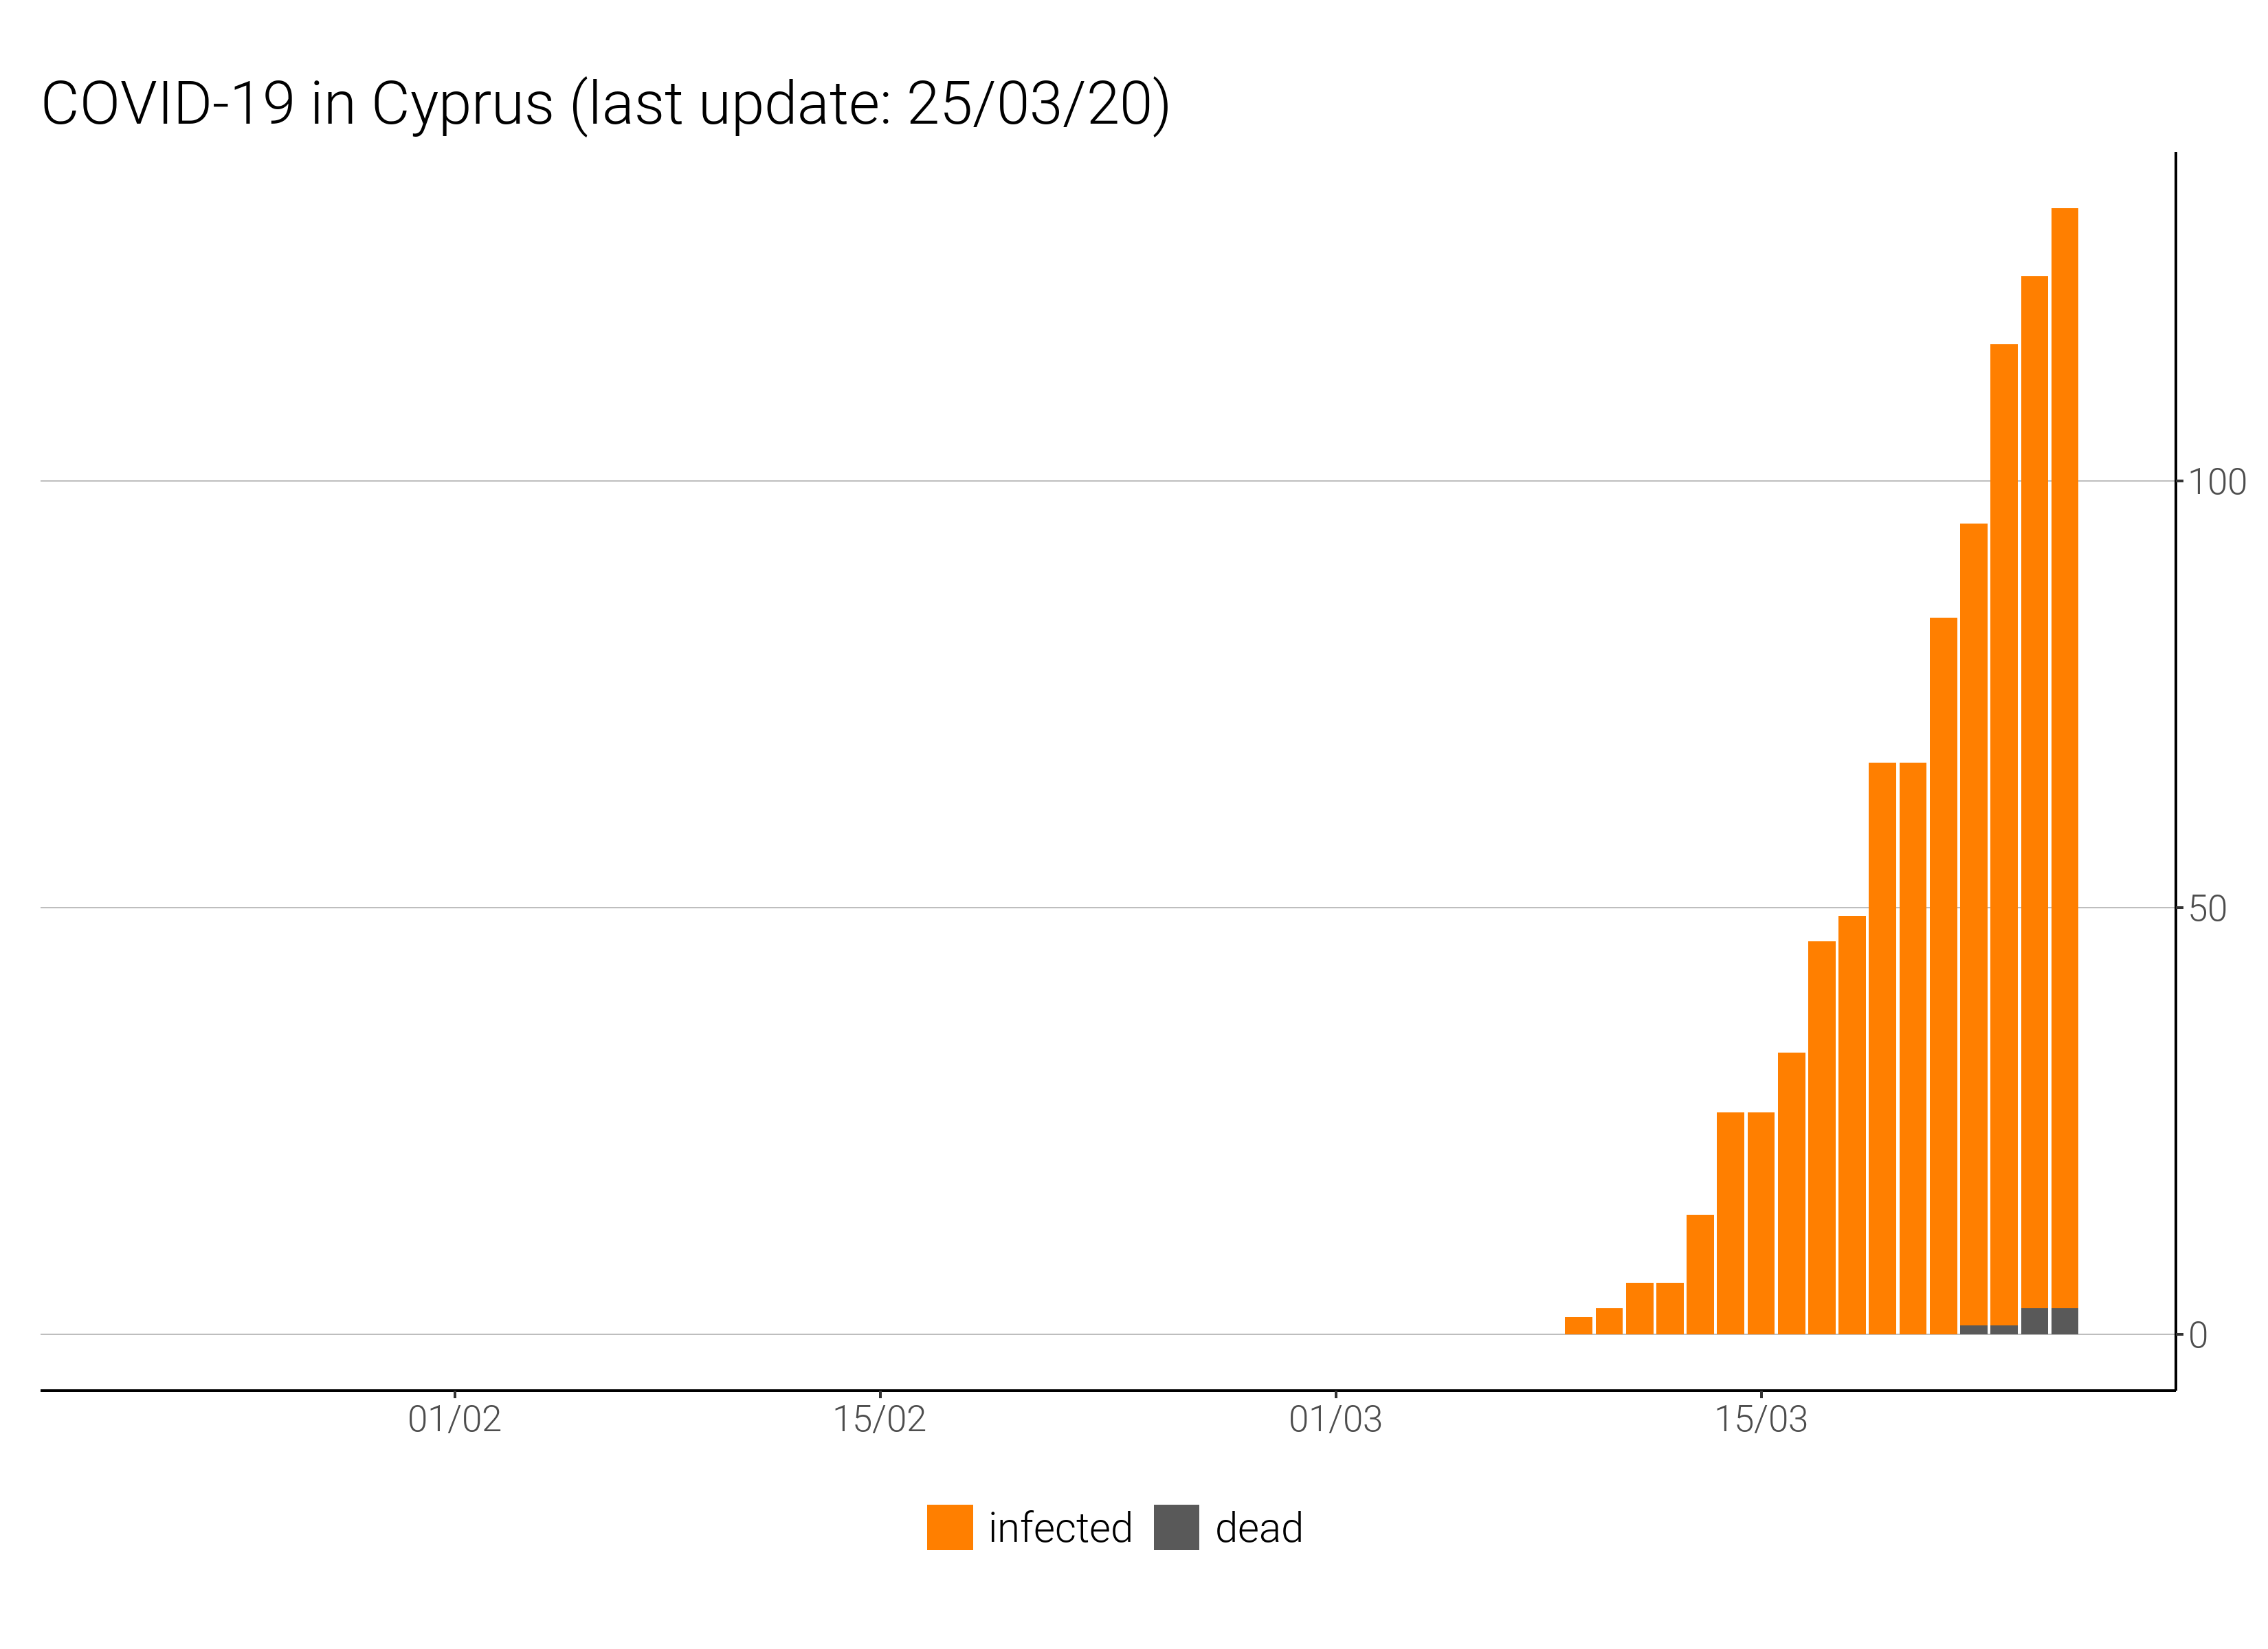 COVID-19 in Cyprus (last update: 25/03/20)
100
50
0
01/02 15/02 01/03 15/03
infected dead